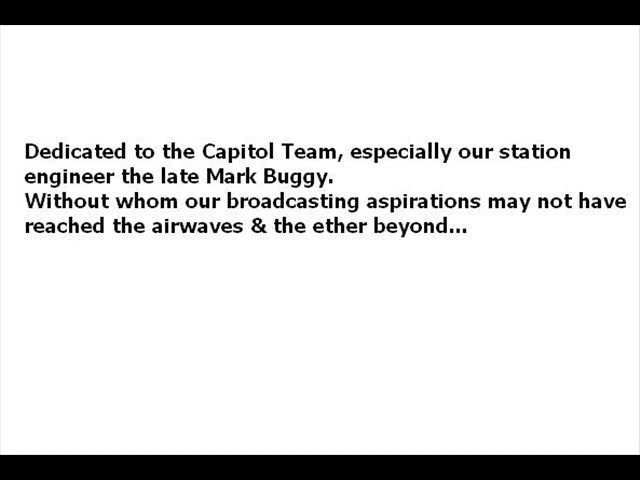 Dedicated to the Capitol Team, especially our station
engineer the late Mark Buggy.
Without whom our broadcasting aspirations may not have
reached the airwaves & the ether beyond...